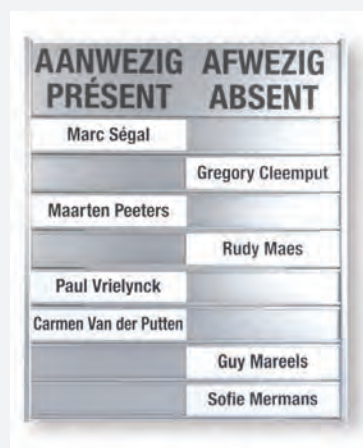 AANWEZIG AFWEZIG
PRÉSENT ABSENT
Marc Ségal
Gregory Cleemput
Maarten Peeters
Rudy Maes
Paul Vrielynck
Carmen Van der Putten
Guy Mareels
Sofie Mermans